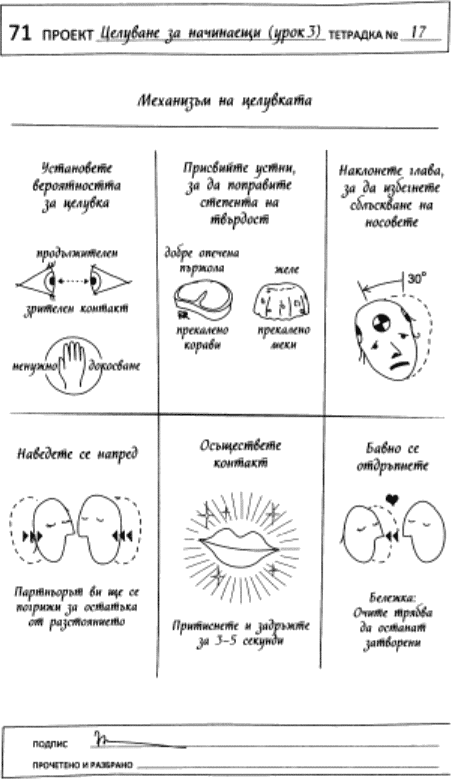 71 ПРОЕКТ Целуване за начинаещи (урок 3) ТЕТРАДКА № 17
Механизъм на целувката
Установете
вероятността
за целувка
продължителен
зрителен контакт
ненужно докосване
Присвийте устни,
за да поправите
степента на
твърдост
добре опечена
пържола
прекалено
корави
желе
прекалено
меки
Наклонете глава,
за да избегнете
сблъскване на
носовете
30°
Наведете се напред
Партньорът ви ще се
погрижи за остатъка
от разстоянието
Осъществете
контакт
Притиснете и задръжте
за 3–5 секунди
Бавно се
отдръпнете
Бележка:
Очите трябва
да останат
затворени
ПОДПИС
ПРОЧЕТЕНО И РАЗБРАНО